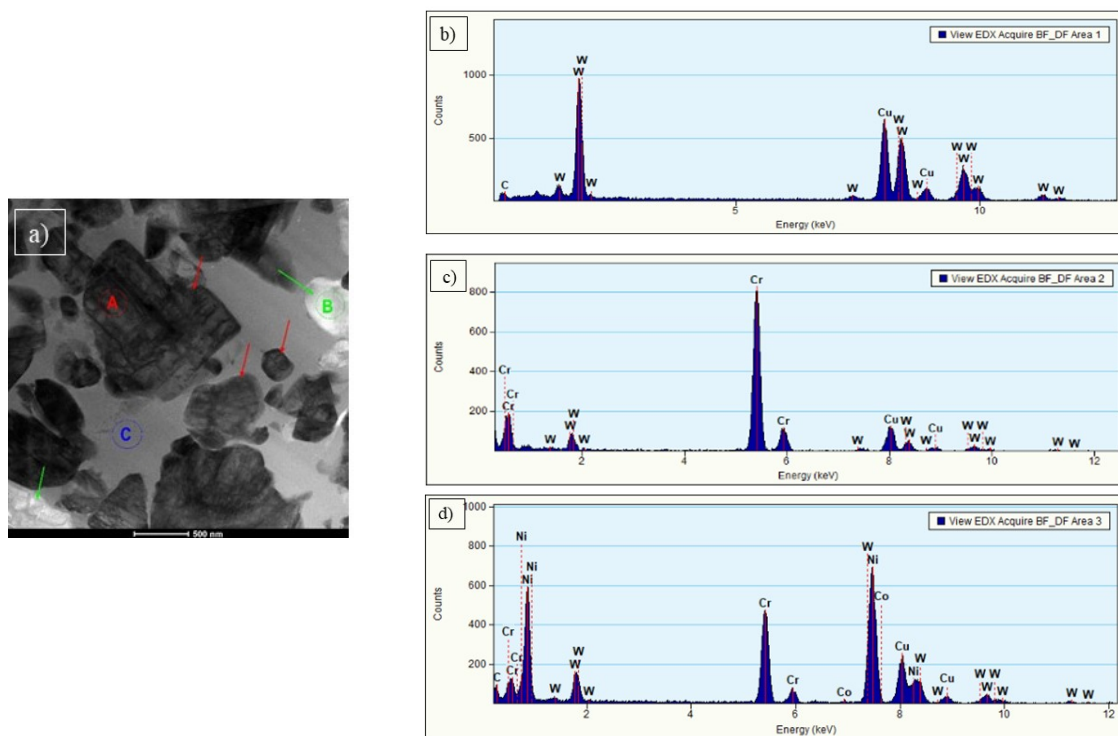 a)
A
B
C
500 nm
b)
View EDX Acquire BF_DF Area 1
Counts
1000
500
C W W W W W Cu W W W Cu W W W W W W
5 10
Energy (keV)
c)
View EDX Acquire BF_DF Area 2
Counts
800
600
400
200
Cr Cr Cr W W W W Cr Cr W Cu W W W Cu W W W W W W
2 4 6 8 10 12
Energy (keV)
d)
View EDX Acquire BF_DF Area 3
Counts
1000
800
600
400
200
C Cr Cr Cr Ni Ni Ni W W W W Cr Cr Co W Ni Co Cu Ni W W Cu W W W W W W
2 4 6 8 10 12
Energy (keV)